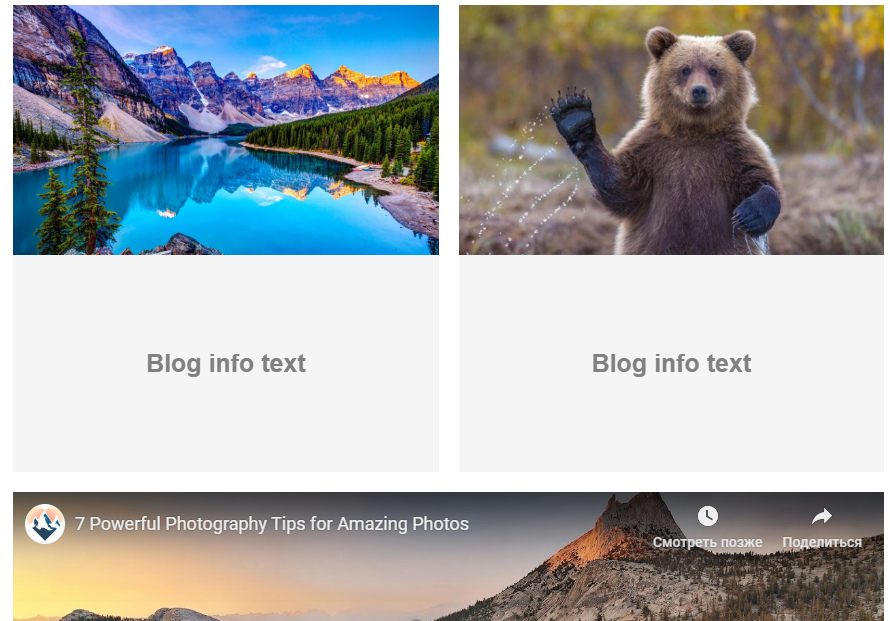 Blog info text
Blog info text
7 Powerful Photography Tips for Amazing Photos
Смотреть позже
Поделиться